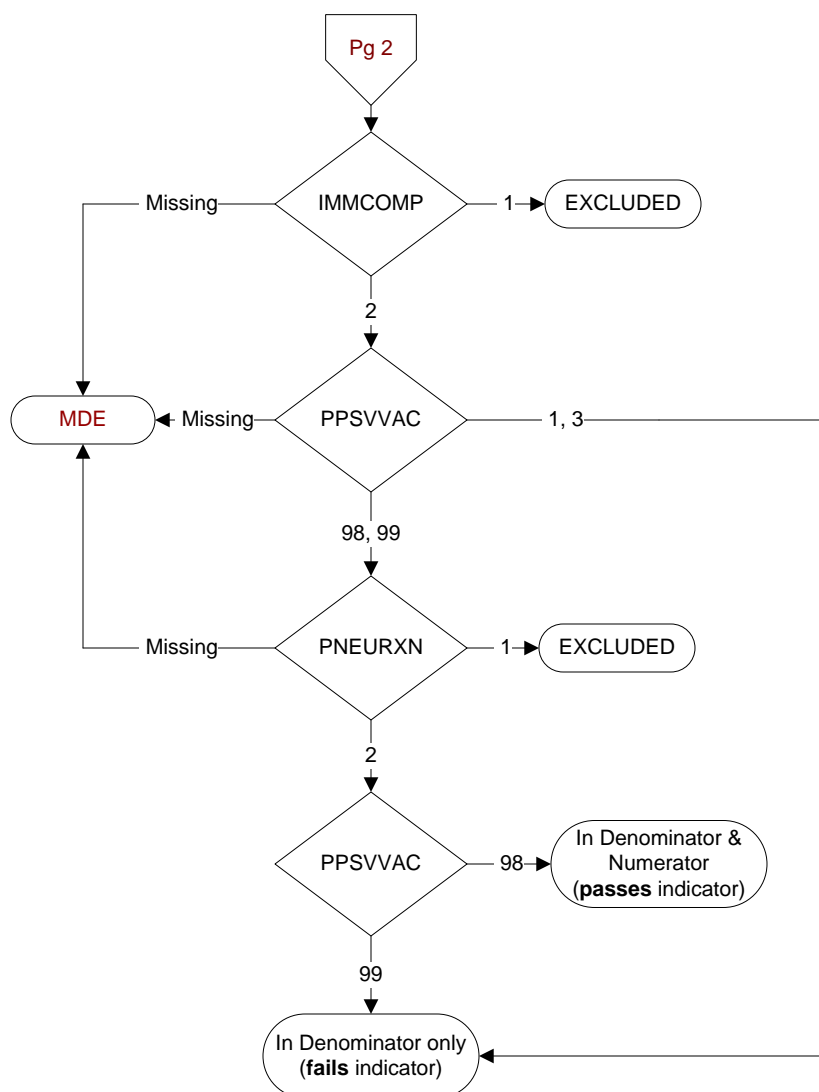 Pg 2
Missing
IMMCOMP
1
EXCLUDED
2
MDE
Missing
PPSVVAC
1, 3
98, 99
Missing
PNEURXN
1
EXCLUDED
2
PPSVVAC
98
In Denominator &
Numerator
(passes indicator)
99
In Denominator only
(fails indicator)